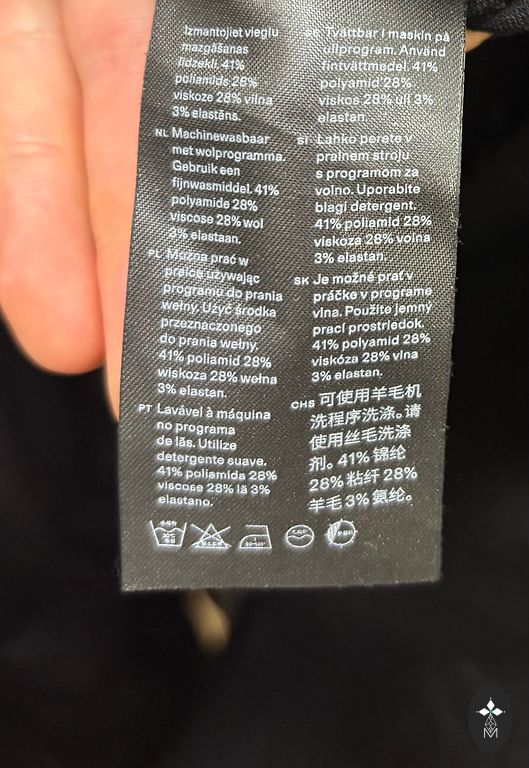 Izmantojiet vieglu
mazgāšanas
līdzekli. 41%
poliamīds 28%
viskoze 28% vilna
3% elastāns.
NL Machinewasbaar
met wolprogramma.
Gebruik een
fijnwasmiddel. 41%
polyamide 28%
viscose 28% wol
3% elastaan.
PL Można prać w
pralce używając
programu do prania
wełny. Użyć środka
przeznaczonego
do prania wełny.
41% poliamid 28%
wiskoza 28% wełna
3% elastan.
PT Lavável à máquina
no programa
de lãs. Utilize
detergente suave.
41% poliamida 28%
viscose 28% lã 3%
elastano.
SE Tvättbar i maskin på
ullprogram. Använd
fintvättmedel. 41%
polyamid 28%
viskos 28% ull 3%
elastan
SI Lahko perete v
pralnem stroju
s programom za
volno. Uporabite
blagi detergent.
41% poliamid 28%
viskoza 28% volna
3% elastan.
SK Je možné prať v
práčke v programe
vlna. Použite jemný
prací prostriedok.
41% polyamid 28%
viskóza 28% vlna
3% elastan.
CHS 可使用羊毛机
洗程序洗涤。请
使用丝毛洗涤
剂。41% 锦纶
28% 粘纤 28%
羊毛 3% 氨纶。